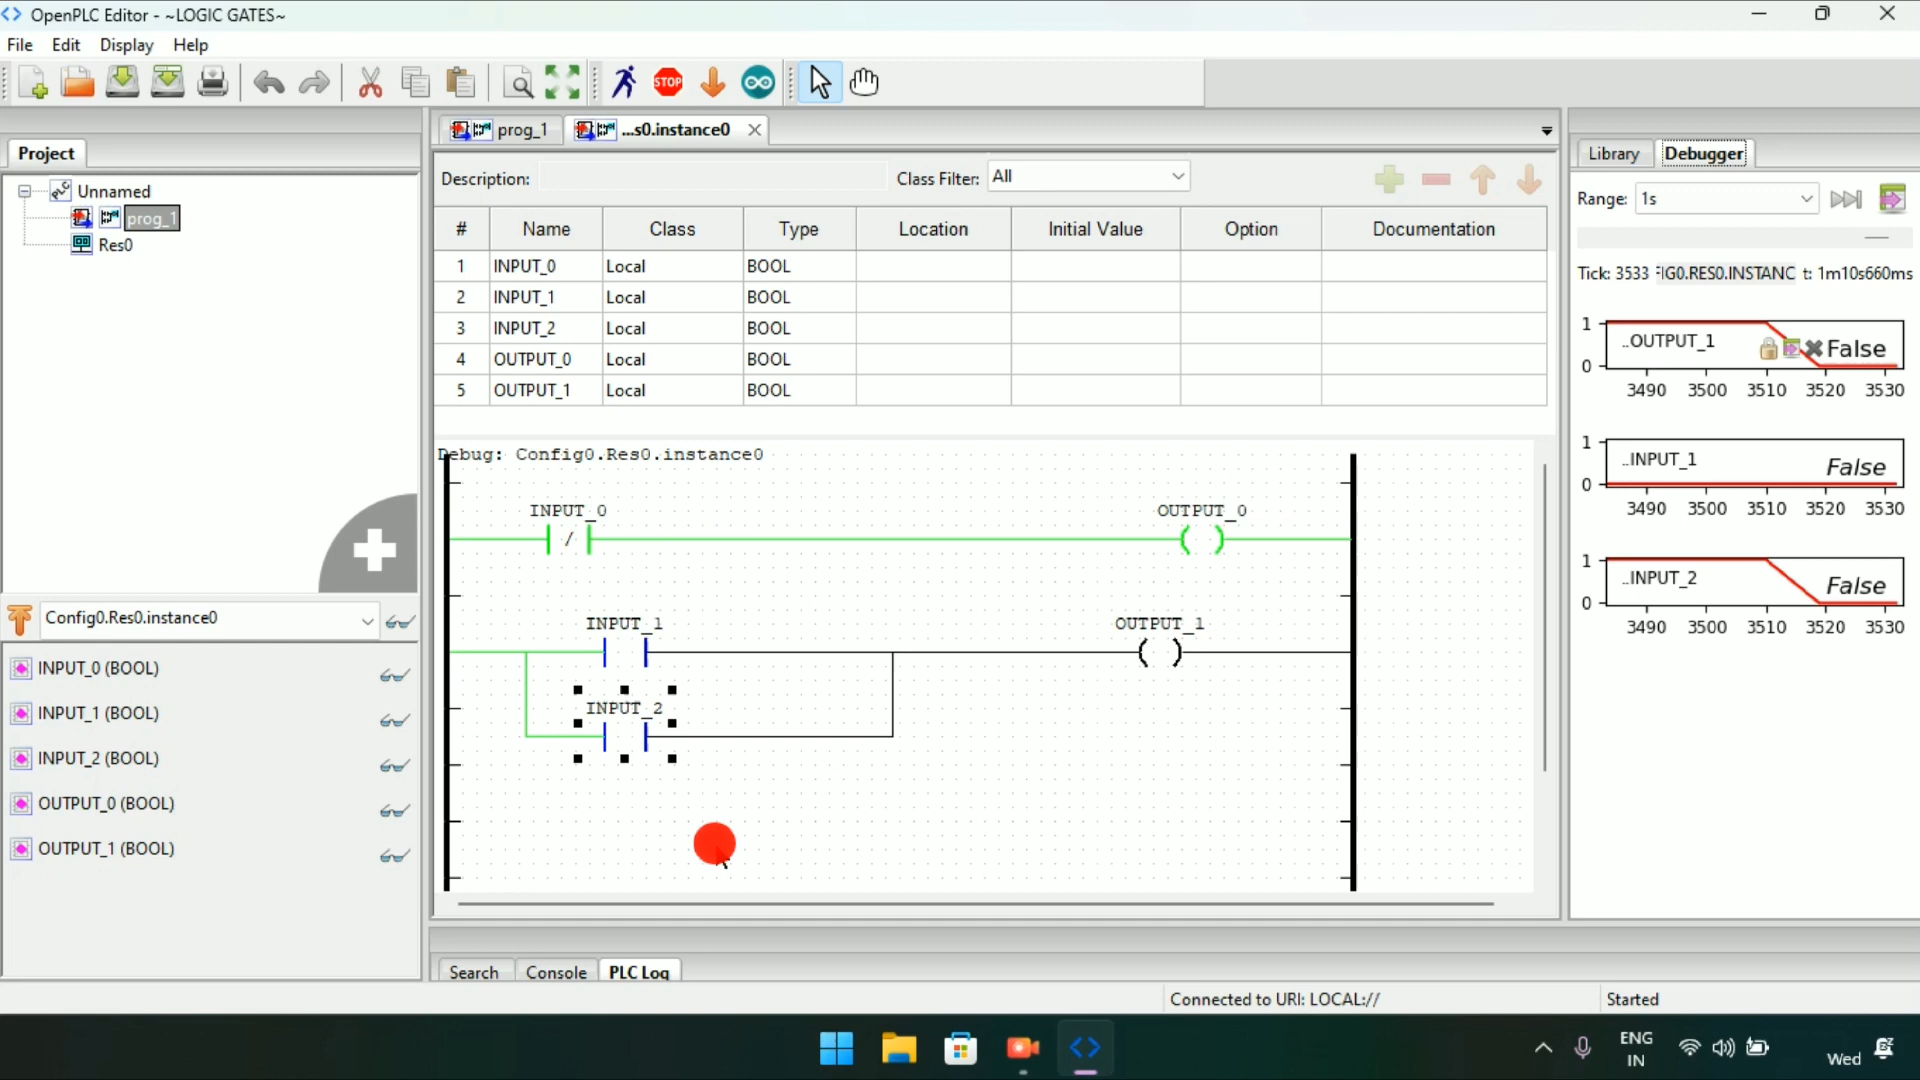 OpenPLC Editor - ~LOGIC GATES~
File Edit Display Help
STOP
Project
Unnamed
prog_1
Res0
Config0.Res0.instance0
INPUT_0 (BOOL)
INPUT_1 (BOOL)
INPUT_2 (BOOL)
OUTPUT_0 (BOOL)
OUTPUT_1 (BOOL)
prog_1 ...s0.instance0
Description: Class Filter: All
# Name Class Type Location Initial Value Option Documentation
1 INPUT_0 Local BOOL
2 INPUT_1 Local BOOL
3 INPUT_2 Local BOOL
4 OUTPUT_0 Local BOOL
5 OUTPUT_1 Local BOOL
Debug: Config0.Res0.instance0
INPUT_0 OUTPUT_0
/
INPUT_1 OUTPUT_1
INPUT_2
Library Debugger
Range: 1s
Tick: 3533 FIG0.RES0.INSTANC t: 1m10s660ms
1
..OUTPUT_1 False
0
3490 3500 3510 3520 3530
1
..INPUT_1 False
0
3490 3500 3510 3520 3530
1
..INPUT_2 False
0
3490 3500 3510 3520 3530
Search Console PLC Log
Connected to URI: LOCAL:// Started
ENG
IN
Wed